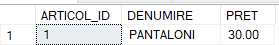 ARTICOL_ID DENUMIRE PRET
1 1 PANTALONI 30.00